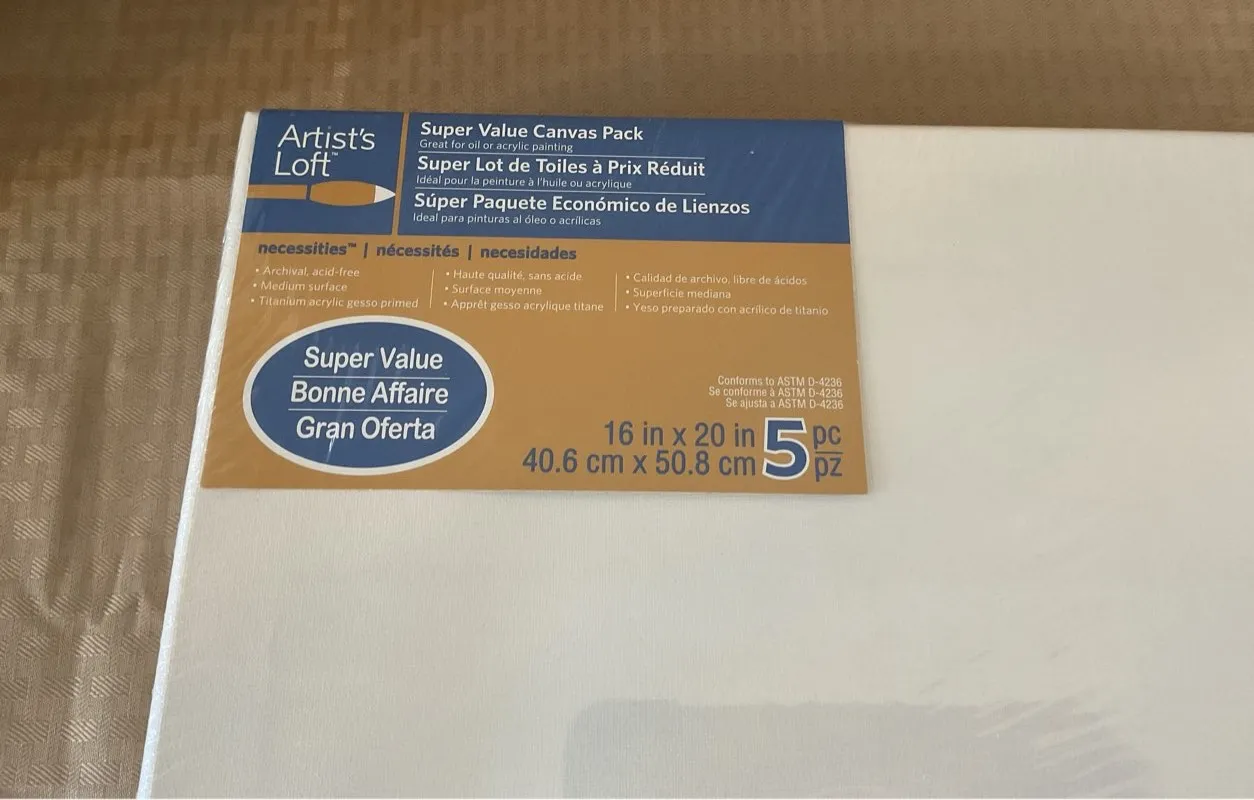 Artist's
Loft™
Super Value Canvas Pack
Great for oil or acrylic painting
Super Lot de Toiles à Prix Réduit
Idéal pour la peinture à l'huile ou acrylique
Súper Paquete Económico de Lienzos
Ideal para pinturas al óleo o acrílicas
necessities™ | nécessités | necesidades
• Archival, acid-free
• Medium surface
• Titanium acrylic gesso primed
• Haute qualité, sans acide
• Surface moyenne
• Apprêt gesso acrylique titane
• Calidad de archivo, libre de ácidos
• Superficie mediana
• Yeso preparado con acrílico de titanio
Super Value
Bonne Affaire
Gran Oferta
Conforms to ASTM D-4236
Se conforme à ASTM D-4236
Se ajusta a ASTM D-4236
16 in x 20 in
40.6 cm x 50.8 cm
5 pc
pz